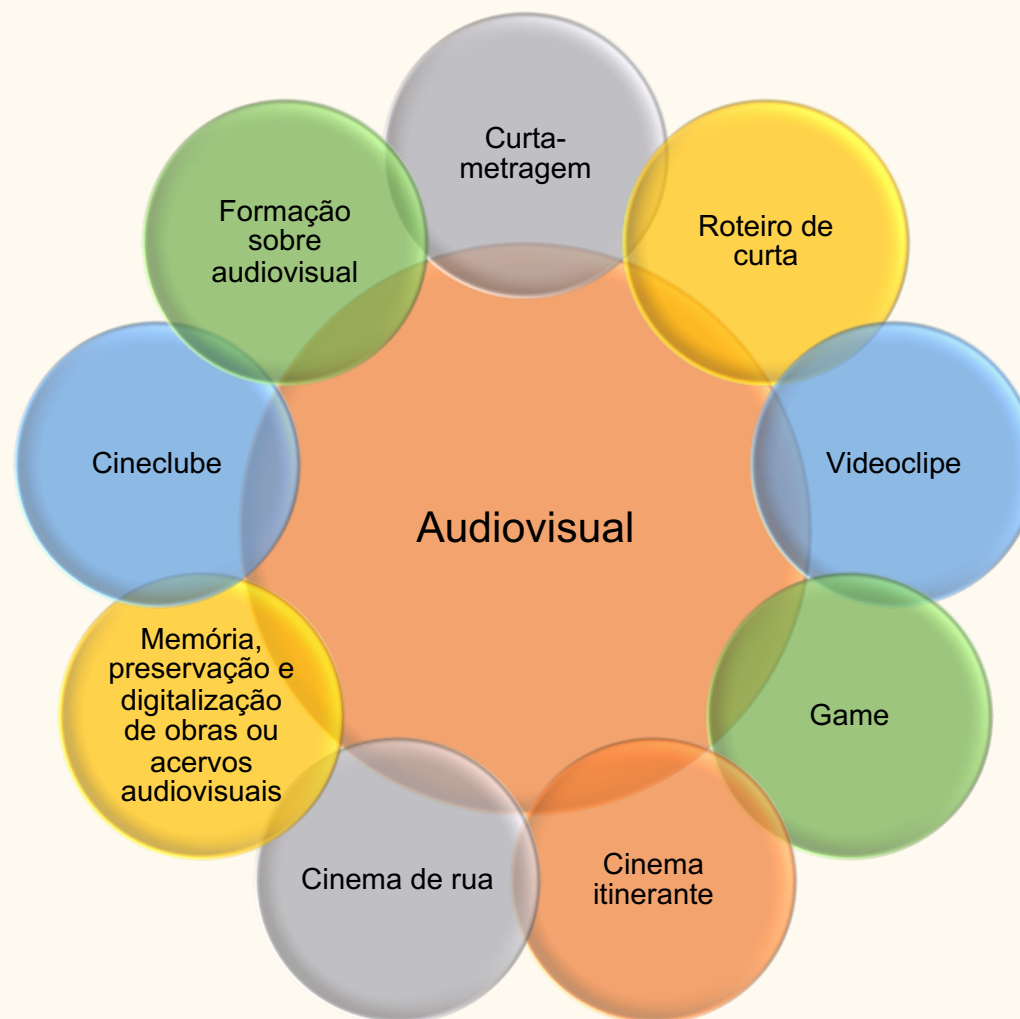 Curta-
metragem
Roteiro de
curta
Videoclipe
Game
Cinema
itinerante
Cinema de rua
Memória,
preservação e
digitalização
de obras ou
acervos
audiovisuais
Cineclube
Formação
sobre
audiovisual
Audiovisual